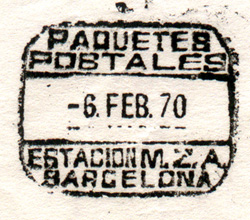 PAQUETES
POSTALES
-6. FEB. 70
ESTACION M.Z.A.
BARCELONA